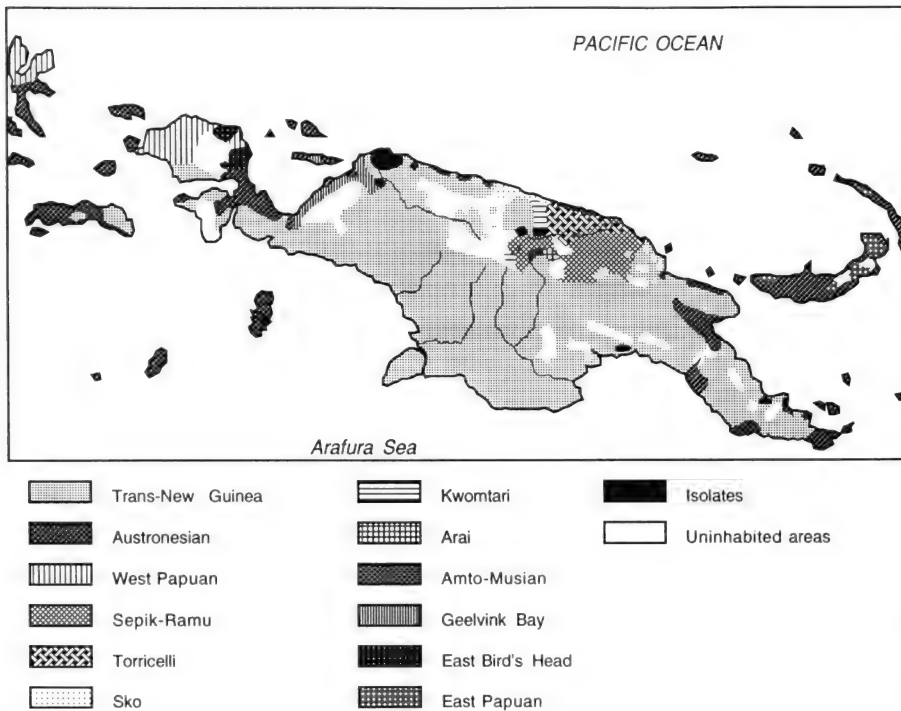 PACIFIC OCEAN
Arafura Sea
Trans-New Guinea
Austronesian
West Papuan
Sepik-Ramu
Torricelli
Sko
Kwomtari
Arai
Amto-Musian
Geelvink Bay
East Bird's Head
East Papuan
Isolates
Uninhabited areas